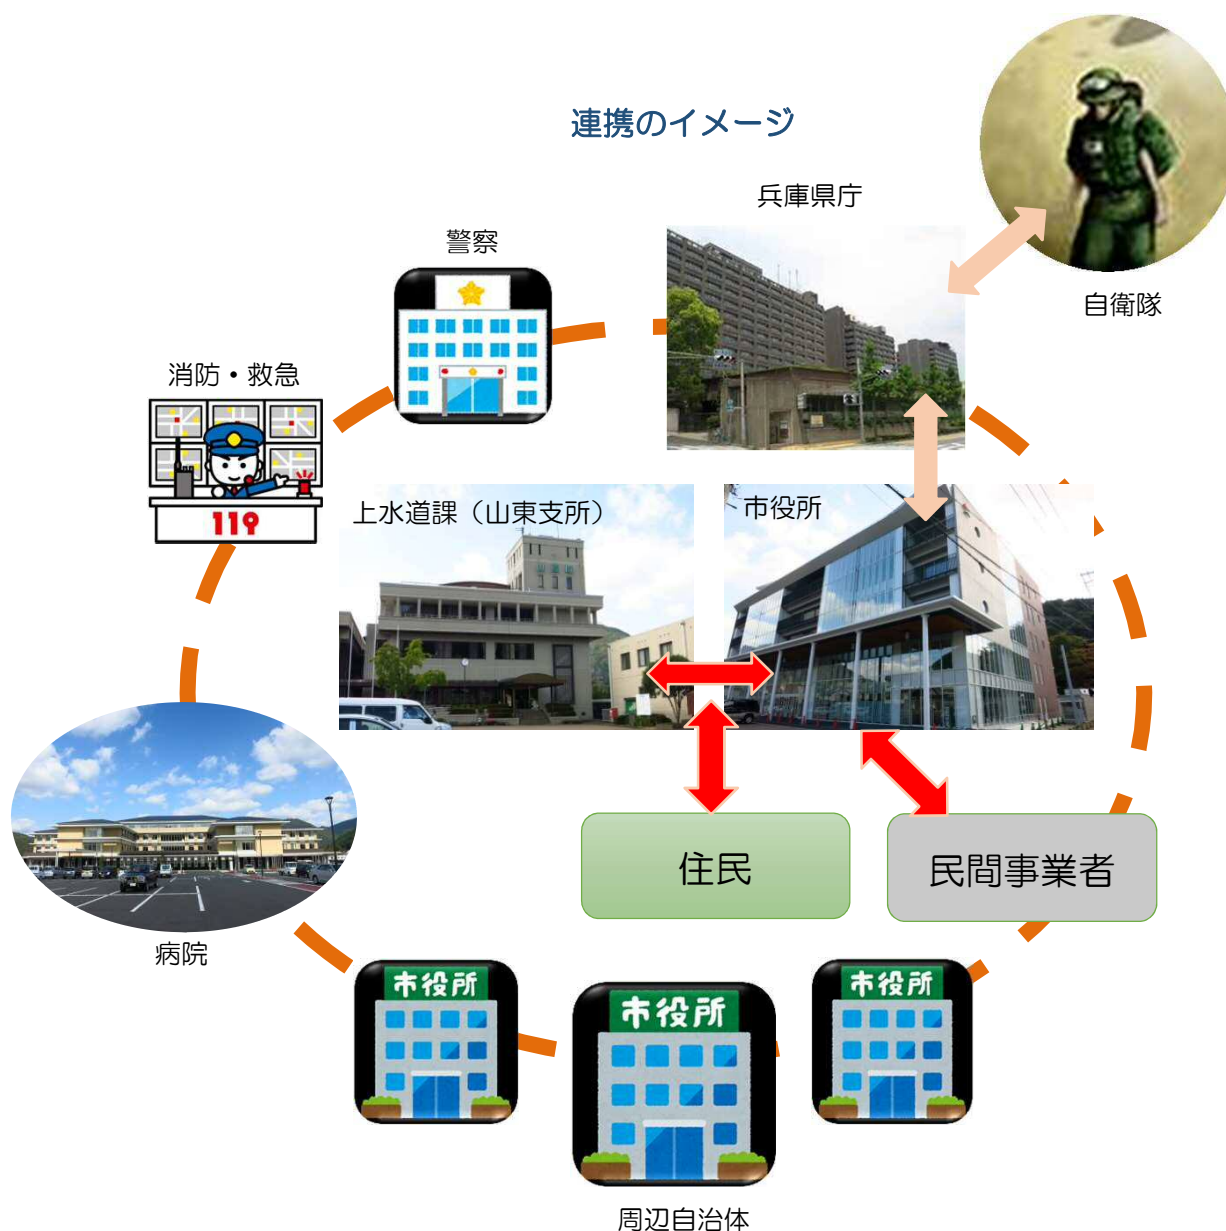 連携のイメージ
兵庫県庁
自衛隊
警察
消防・救急
119
上水道課（山東支所）
市役所
住民
民間事業者
病院
市役所
市役所
市役所
周辺自治体